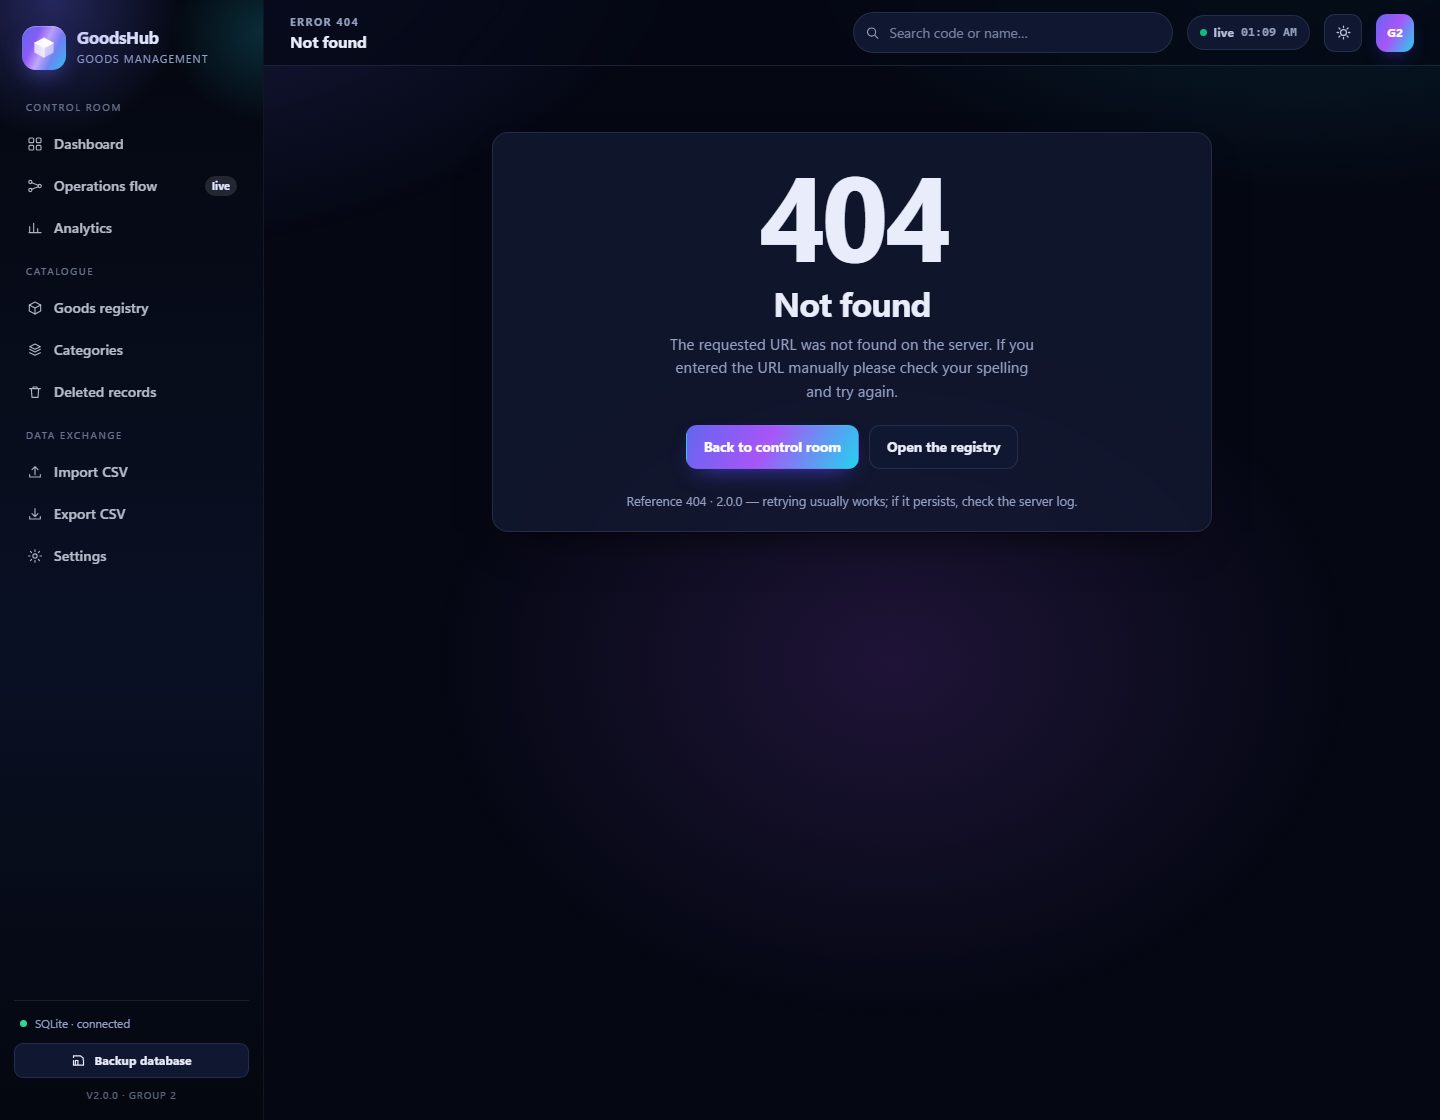 GoodsHub
GOODS MANAGEMENT
CONTROL ROOM
Dashboard
Operations flow
live
Analytics
CATALOGUE
Goods registry
Categories
Deleted records
DATA EXCHANGE
Import CSV
Export CSV
Settings
SQLite · connected
Backup database
V2.0.0 · GROUP 2
ERROR 404
Not found
Search code or name...
live 01:09 AM
G2
404
Not found
The requested URL was not found on the server. If you
entered the URL manually please check your spelling
and try again.
Back to control room
Open the registry
Reference 404 · 2.0.0 — retrying usually works; if it persists, check the server log.